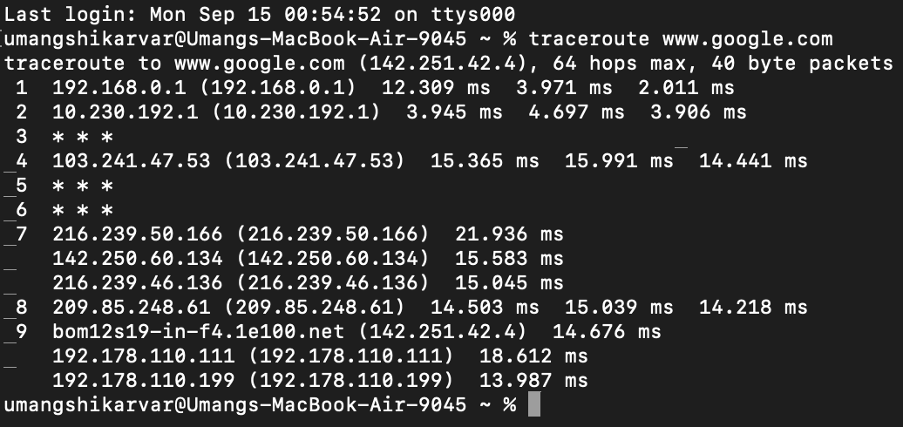 Last login: Mon Sep 15 00:54:52 on ttys000
umangshikarvar@Umangs-MacBook-Air-9045 ~ % traceroute www.google.com
traceroute to www.google.com (142.251.42.4), 64 hops max, 40 byte packets
1 192.168.0.1 (192.168.0.1) 12.309 ms 3.971 ms 2.011 ms
2 10.230.192.1 (10.230.192.1) 3.945 ms 4.697 ms 3.906 ms
3 * * *
4 103.241.47.53 (103.241.47.53) 15.365 ms 15.991 ms 14.441 ms
5 * * *
6 * * *
7 216.239.50.166 (216.239.50.166) 21.936 ms
142.250.60.134 (142.250.60.134) 15.583 ms
216.239.46.136 (216.239.46.136) 15.045 ms
8 209.85.248.61 (209.85.248.61) 14.503 ms 15.039 ms 14.218 ms
9 bom12s19-in-f4.1e100.net (142.251.42.4) 14.676 ms
192.178.110.111 (192.178.110.111) 18.612 ms
192.178.110.199 (192.178.110.199) 13.987 ms
umangshikarvar@Umangs-MacBook-Air-9045 ~ %